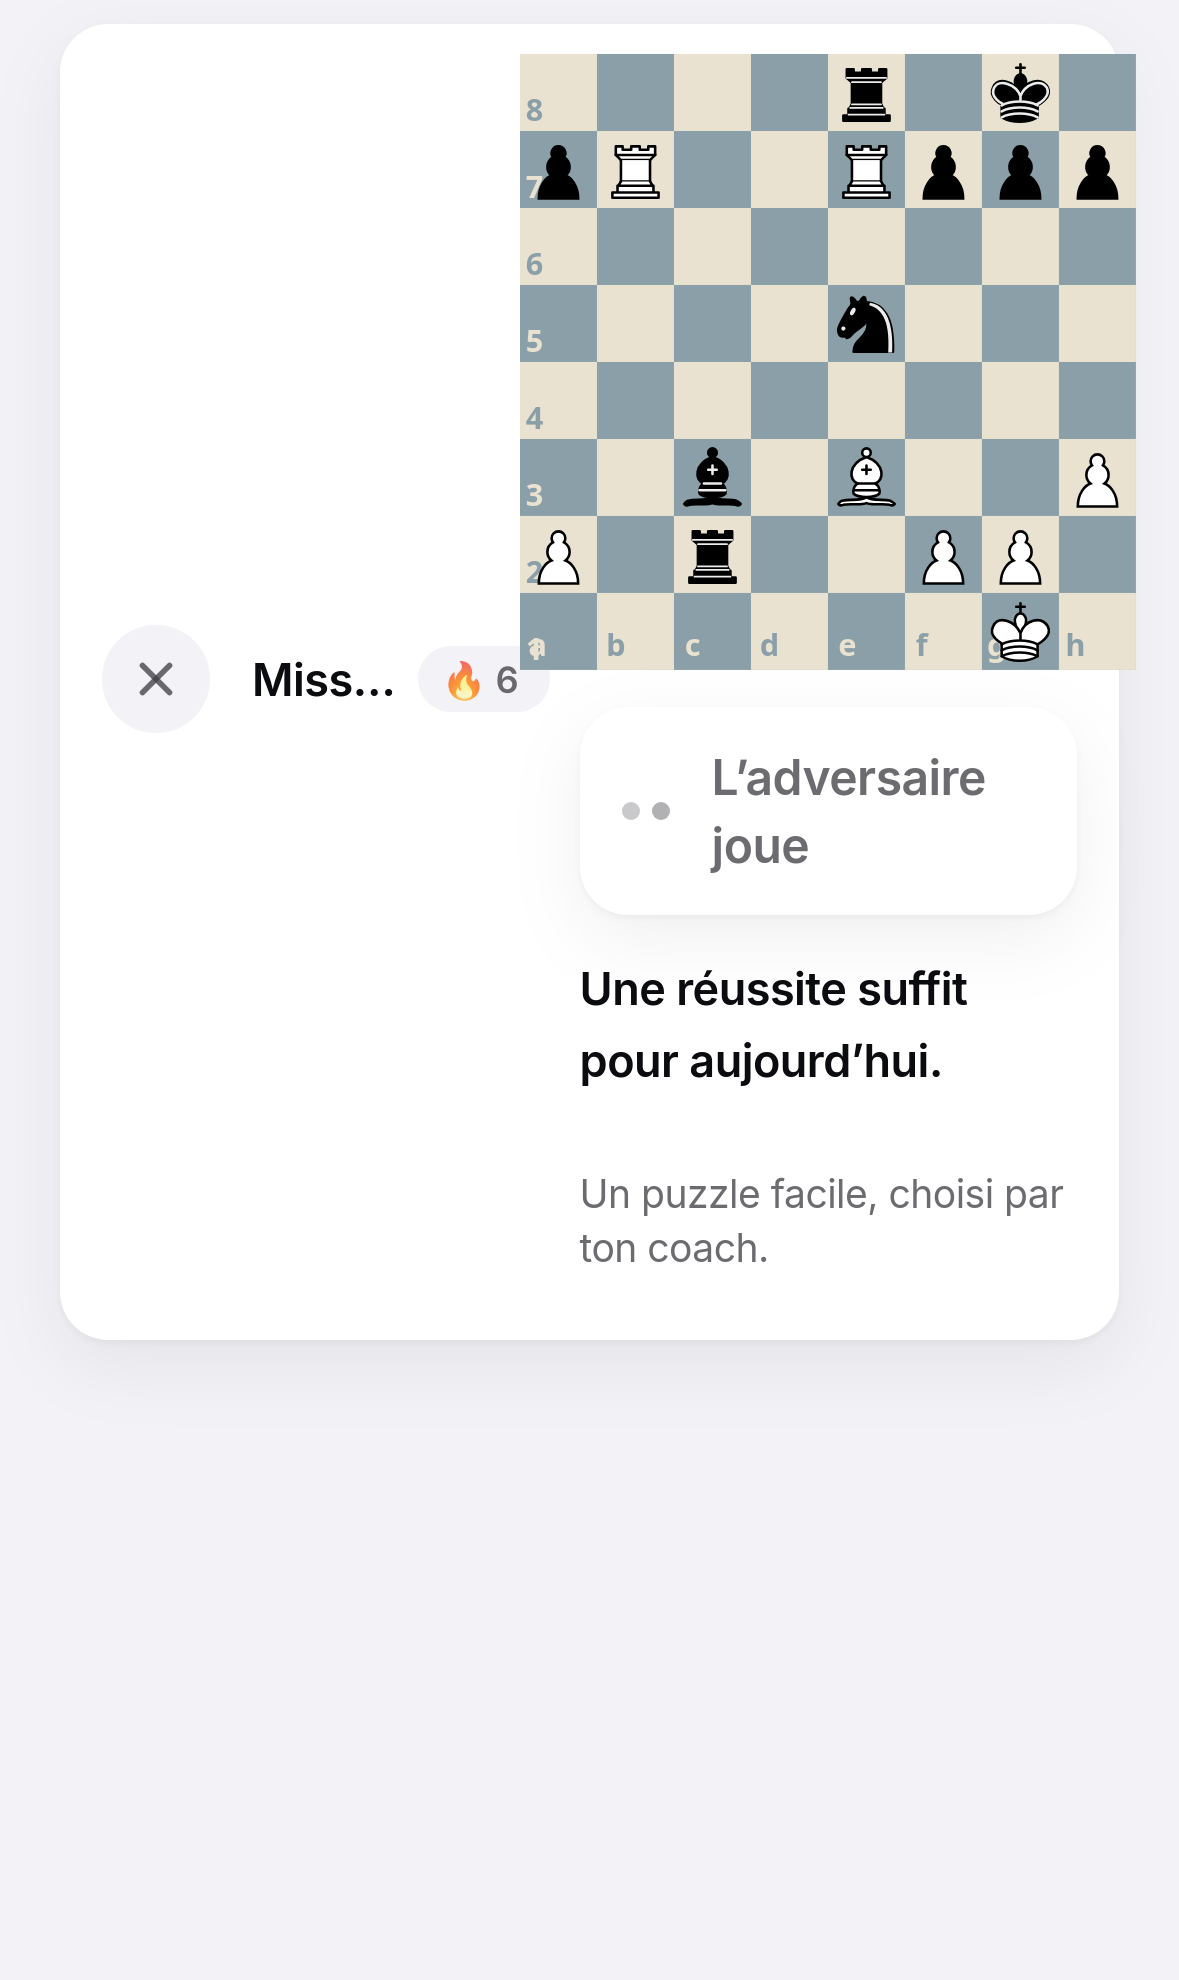 8
7
6
5
4
3
2
1
a b c d e f g h
Miss… 🔥 6
L’adversaire
joue
Une réussite suffit
pour aujourd’hui.
Un puzzle facile, choisi par
ton coach.